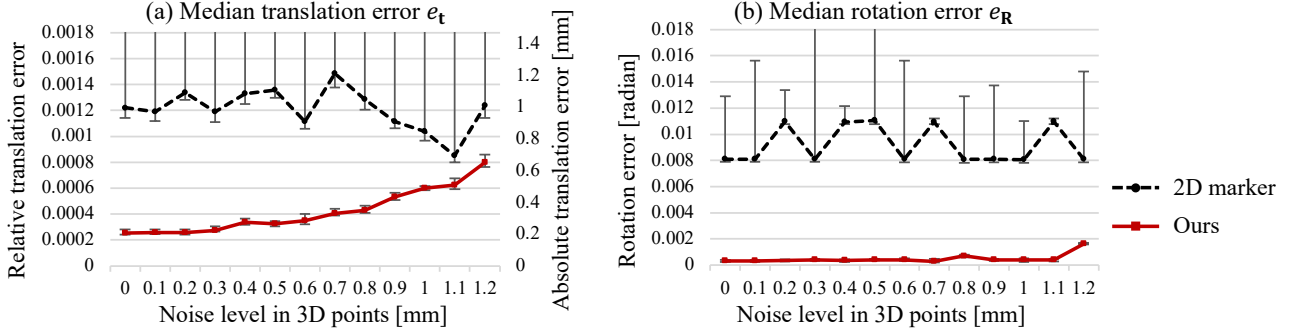 (a) Median translation error e_t
Relative translation error
0.0018
0.0016
0.0014
0.0012
0.001
0.0008
0.0006
0.0004
0.0002
0
1.4
1.2
1
0.8
0.6
0.4
0.2
0
Absolute translation error [mm]
0 0.1 0.2 0.3 0.4 0.5 0.6 0.7 0.8 0.9 1 1.1 1.2
Noise level in 3D points [mm]
(b) Median rotation error e_R
Rotation error [radian]
0.018
0.016
0.014
0.012
0.01
0.008
0.006
0.004
0.002
0
0 0.1 0.2 0.3 0.4 0.5 0.6 0.7 0.8 0.9 1 1.1 1.2
Noise level in 3D points [mm]
2D marker
Ours